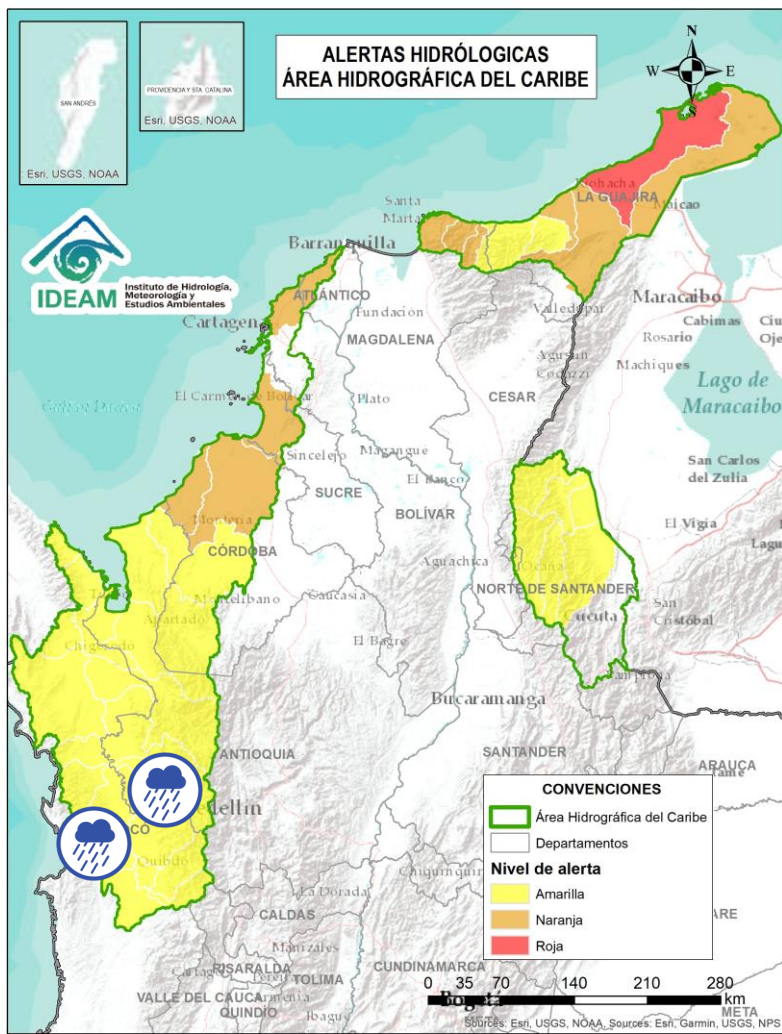 ALERTAS HIDRÓLOGICAS
ÁREA HIDROGRÁFICA DEL CARIBE
N
W
E
S
SAN ANDRÉS
Esri, USGS, NOAA
PROVIDENCIA Y STA. CATALINA
Esri, USGS, NOAA
IDEAM
Instituto de Hidrología,
Meteorología y
Estudios Ambientales
Santa
Marta
LA GUAJIRA
Maicao
Barranquilla
ATLÁNTICO
Cartagen
Fundación
MAGDALENA
Valledupar
Maracaibo
Cabimas
Rosario
Machiques
Agustín
Codazzi
CESAR
Lago de
Maracaibo
El Carmen de Bolívar
Plato
Sincelejo
Magangue
SUCRE
El Banco
BOLÍVAR
San Carlos
del Zulia
El Vigía
Montería
CÓRDOBA
Aguachica
Ocaña
NORTE DE SANTANDER
Cúcuta
San
Cristóbal
Montelíbano
Caucasia
Apartadó
El Bagre
Bucaramanga
ANTIOQUIA
SANTANDER
ARAUCA
Quibdó
La Dorada
CALDAS
Manizales
RISARALDA
TOLIMA
CUNDINAMARCA
VALLE DEL CAUCA
QUINDÍO
Ibagué
Bogotá
META
CONVENCIONES
Área Hidrográfica del Caribe
Departamentos
Nivel de alerta
Amarilla
Naranja
Roja
0 35 70 140 210 280
km
Sources: Esri, USGS, NOAA, Sources: Esri, Garmin, USGS, NPS